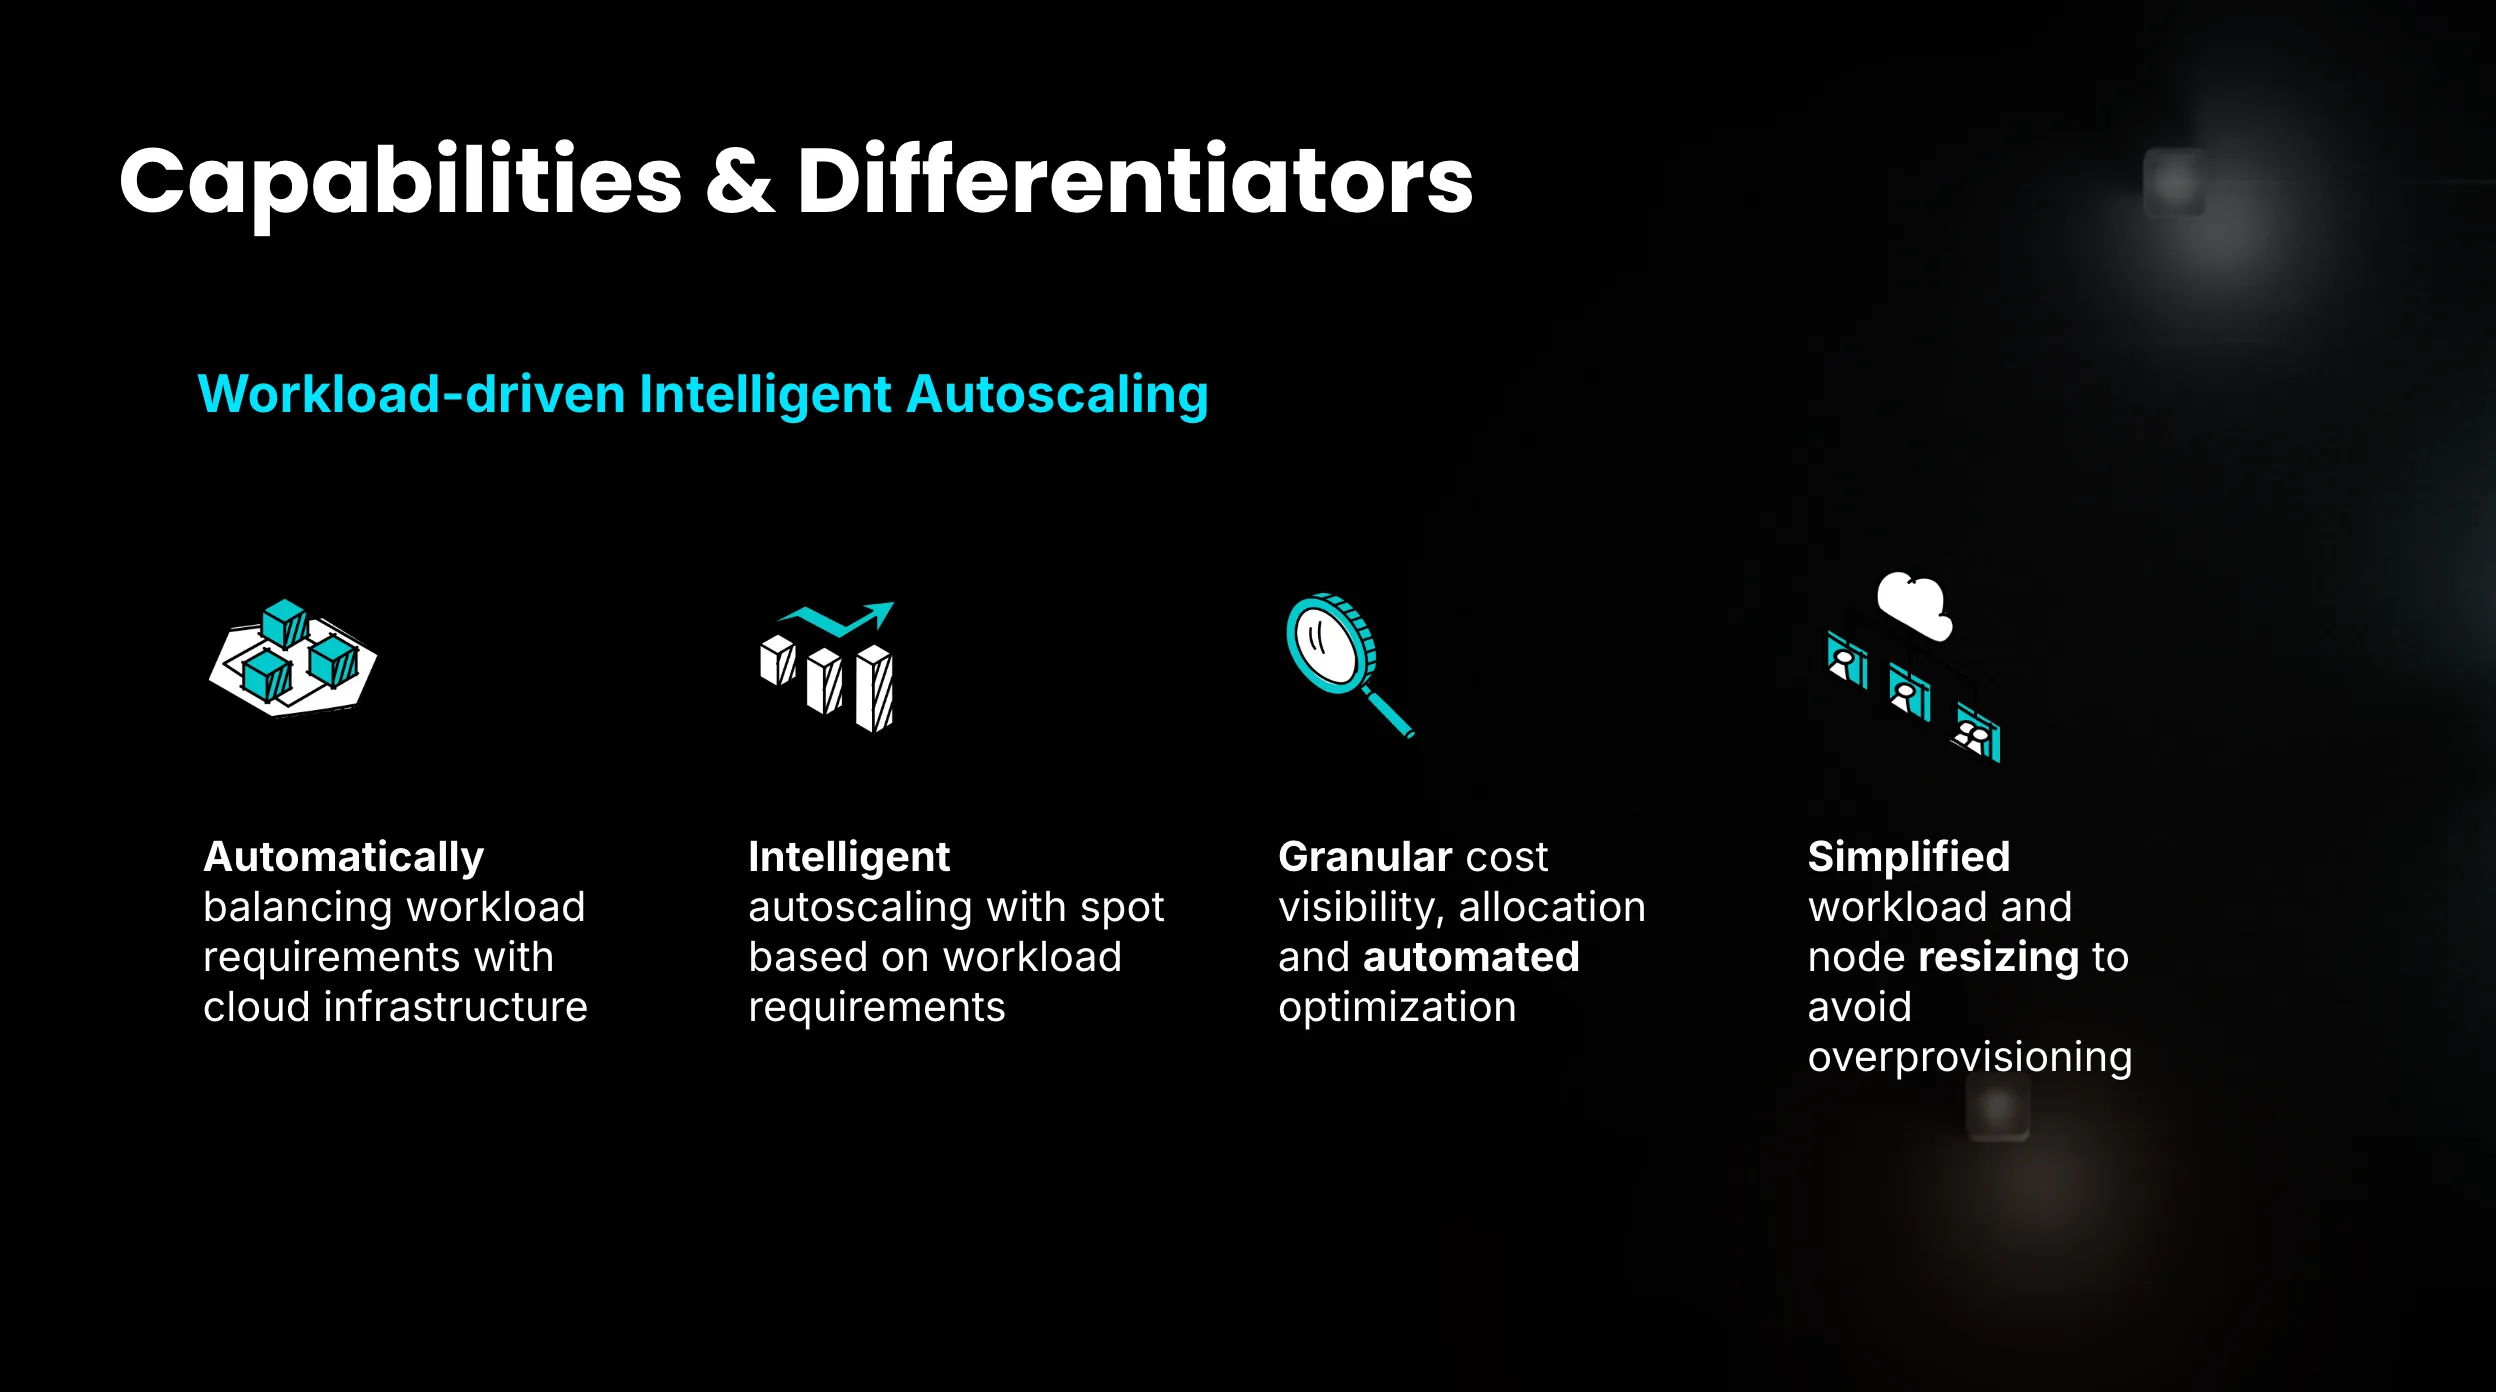 Capabilities & Differentiators
Workload-driven Intelligent Autoscaling
Automatically
balancing workload
requirements with
cloud infrastructure
Intelligent
autoscaling with spot
based on workload
requirements
Granular cost
visibility, allocation
and automated
optimization
Simplified
workload and
node resizing to
avoid
overprovisioning